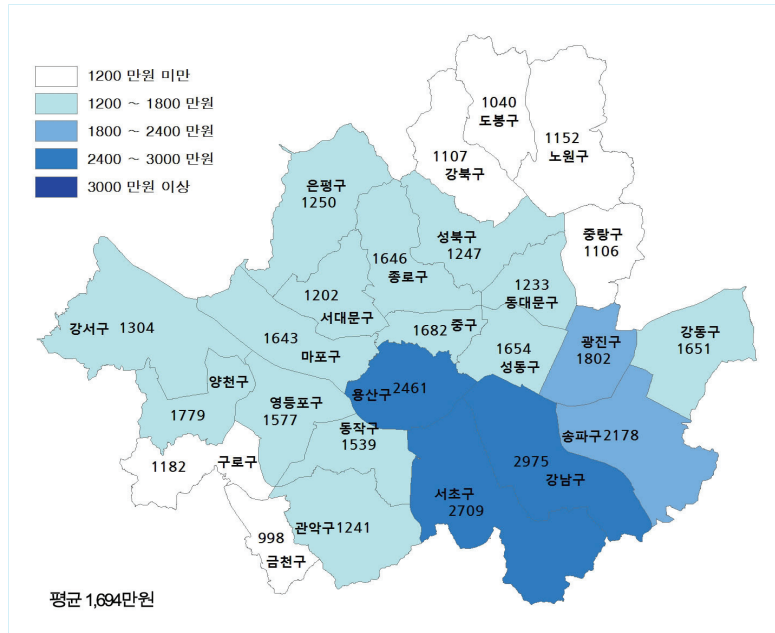 1200 만원 미만
1200 ~ 1800 만원
1800 ~ 2400 만원
2400 ~ 3000 만원
3000 만원 이상
1040
도봉구
1152
노원구
1107
강북구
은평구
1250
성북구
1247
중랑구
1106
1646
종로구
1233
동대문구
1202
서대문구
강서구 1304
1643
마포구
1682 중구
1654
성동구
광진구
1802
강동구
1651
양천구
1779
영등포구
1577
용산구2461
동작구
1539
송파구2178
2975
강남구
서초구
2709
1182
구로구
관악구1241
998
금천구
평균 1,694만원